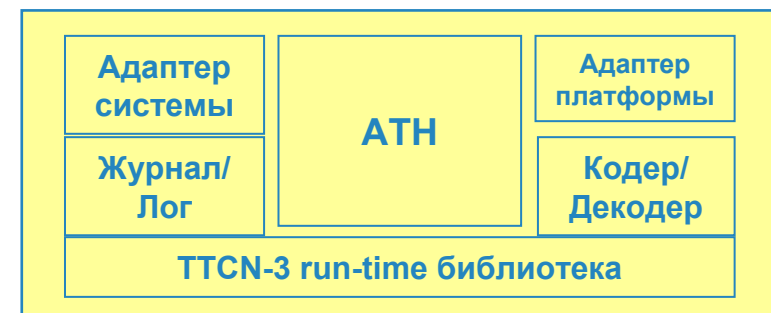 Адаптер
системы
АТН
Адаптер
платформы
Журнал/
Лог
Кодер/
Декодер
TTCN-3 run-time библиотека